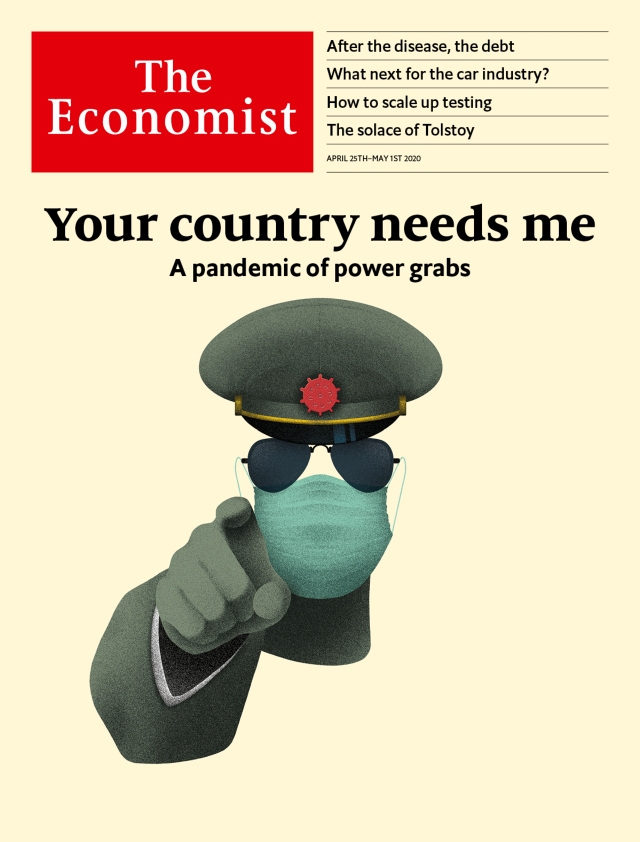 The
Economist
After the disease, the debt
What next for the car industry?
How to scale up testing
The solace of Tolstoy
APRIL 25TH–MAY 1ST 2020
Your country needs me
A pandemic of power grabs